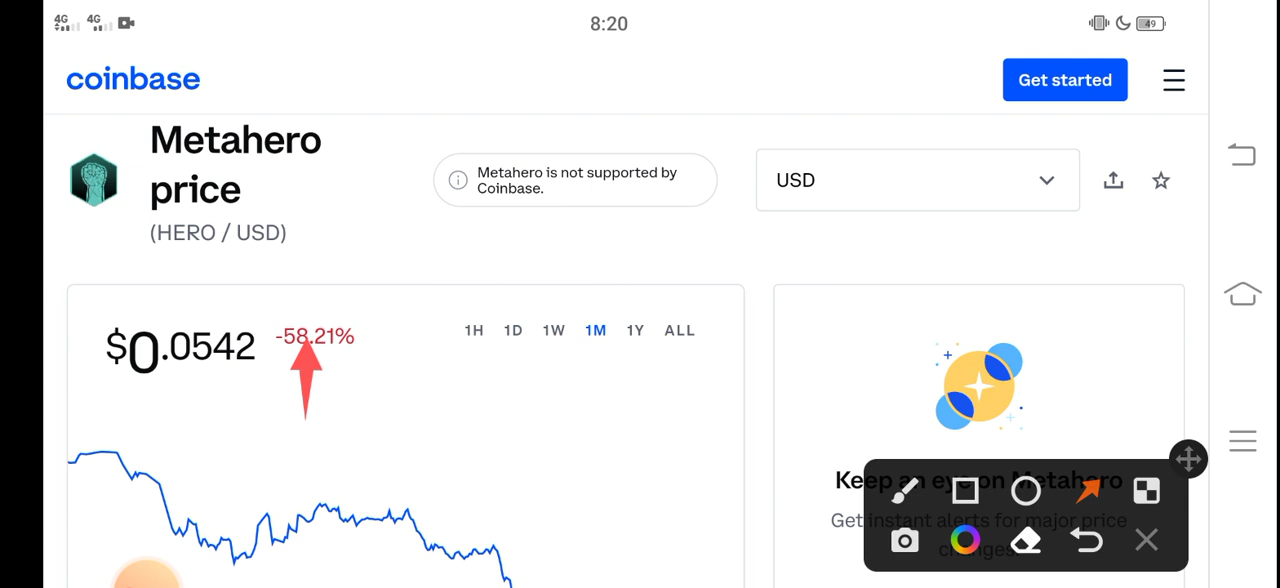 4G 4G 8:20 49
coinbase
Get started
Metahero
price
(HERO / USD)
Metahero is not supported by
Coinbase.
USD
$0.0542 -58.21%
1H 1D 1W 1M 1Y ALL
Keep an eye on Metahero
Get instant alerts for major price
changes.